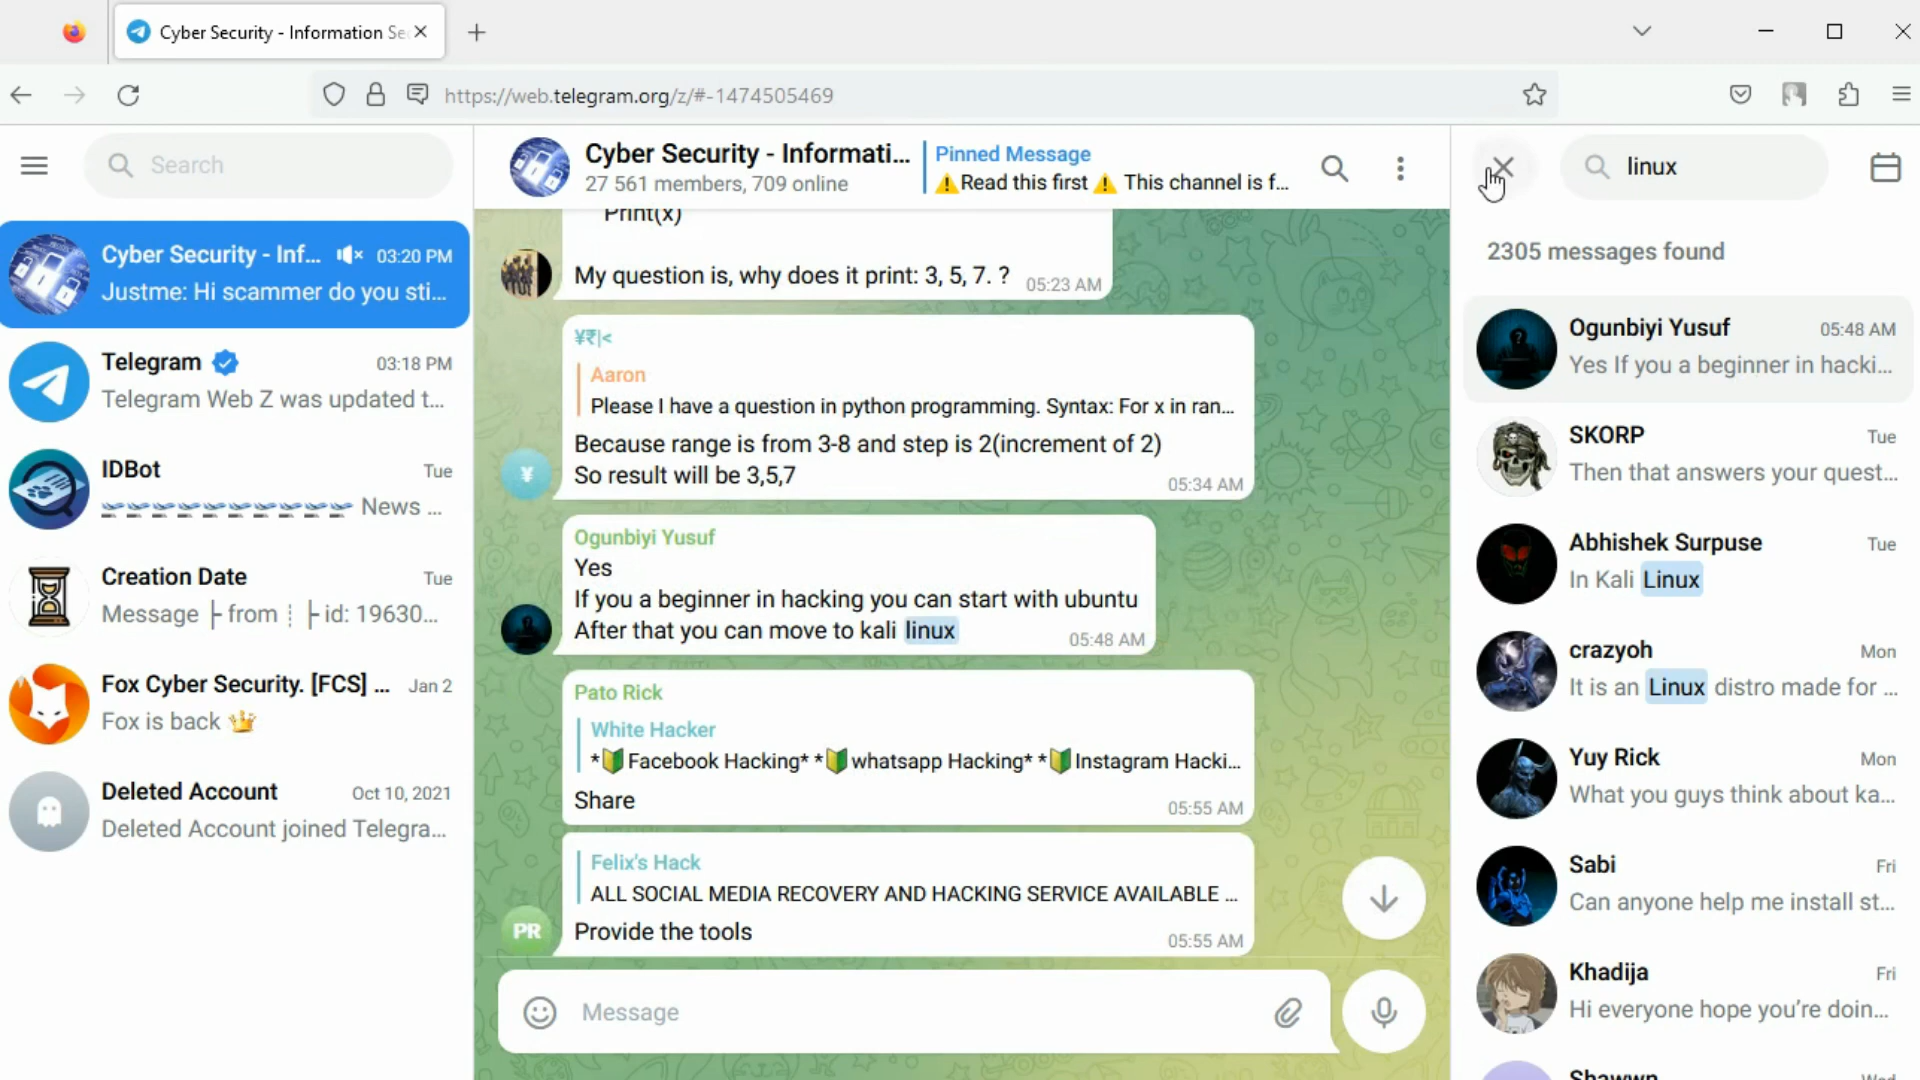 Cyber Security - Information Se
https://web.telegram.org/z/#-1474505469
Search
Cyber Security - Inf... 03:20 PM
Justme: Hi scammer do you sti...
Telegram 03:18 PM
Telegram Web Z was updated t...
IDBot Tue
News ...
Creation Date Tue
Message ├ from ┊ ├ id: 19630...
Fox Cyber Security. [FCS] ... Jan 2
Fox is back 👑
Deleted Account Oct 10, 2021
Deleted Account joined Telegra...
Cyber Security - Informati...
27 561 members, 709 online
Pinned Message
⚠️Read this first ⚠️ This channel is f...
Print(x)
My question is, why does it print: 3, 5, 7. ? 05:23 AM
¥₹|<
Aaron
Please I have a question in python programming. Syntax: For x in ran...
Because range is from 3-8 and step is 2(increment of 2)
So result will be 3,5,7
05:34 AM
¥
Ogunbiyi Yusuf
Yes
If you a beginner in hacking you can start with ubuntu
After that you can move to kali linux 05:48 AM
Pato Rick
White Hacker
*🔰Facebook Hacking* *🔰whatsapp Hacking* *🔰Instagram Hacki...
Share 05:55 AM
Felix's Hack
ALL SOCIAL MEDIA RECOVERY AND HACKING SERVICE AVAILABLE ...
Provide the tools 05:55 AM
PR
Message
linux
2305 messages found
Ogunbiyi Yusuf 05:48 AM
Yes If you a beginner in hacki...
SKORP Tue
Then that answers your quest...
Abhishek Surpuse Tue
In Kali Linux
crazyoh Mon
It is an Linux distro made for ...
Yuy Rick Mon
What you guys think about ka...
Sabi Fri
Can anyone help me install st...
Khadija Fri
Hi everyone hope you're doin...
Shawwn Wed